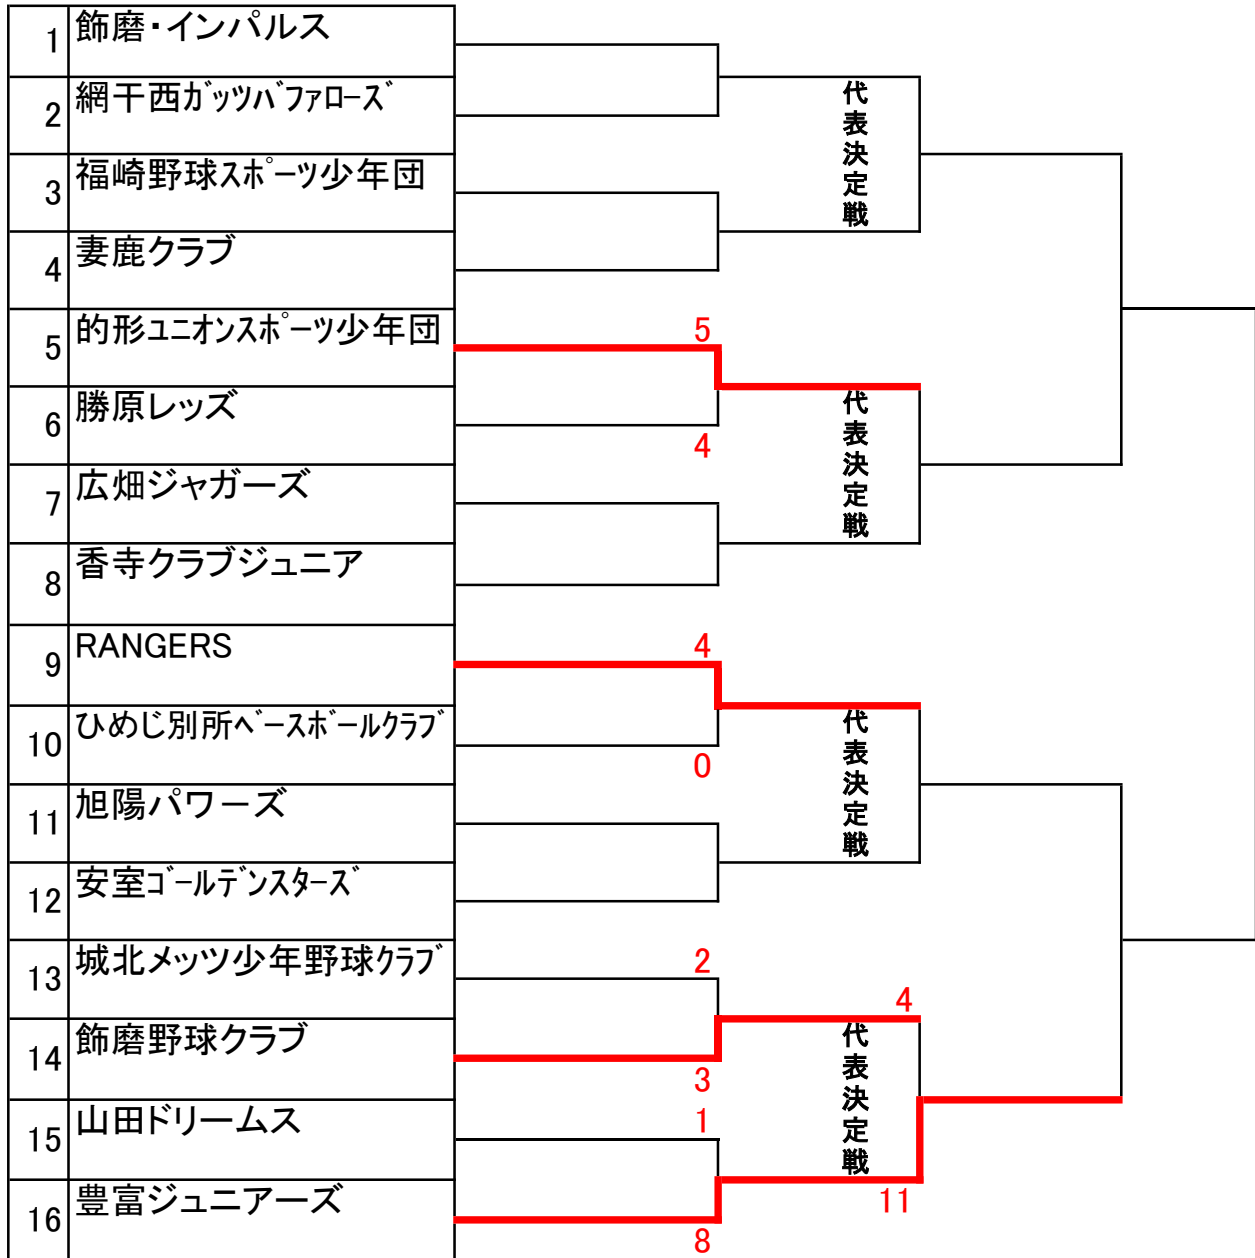 1 飾磨・インパルス
2 網干西ｶﾞｯﾂﾊﾞﾌｧﾛｰｽﾞ
代表決定戦
3 福崎野球ｽﾎﾟｰﾂ少年団
4 妻鹿クラブ
5 的形ﾕﾆｵﾝｽﾎﾟｰﾂ少年団
5
6 勝原レッズ
4
代表決定戦
7 広畑ジャガーズ
8 香寺クラブジュニア
9 RANGERS
4
10 ひめじ別所ﾍﾞｰｽﾎﾞｰﾙｸﾗﾌﾞ
0
代表決定戦
11 旭陽パワーズ
12 安室ｺﾞｰﾙﾃﾞﾝｽﾀｰｽﾞ
13 城北メッツ少年野球ｸﾗﾌﾞ
2
4
14 飾磨野球クラブ
3
代表決定戦
15 山田ドリームス
1
16 豊富ジュニアーズ
8
11